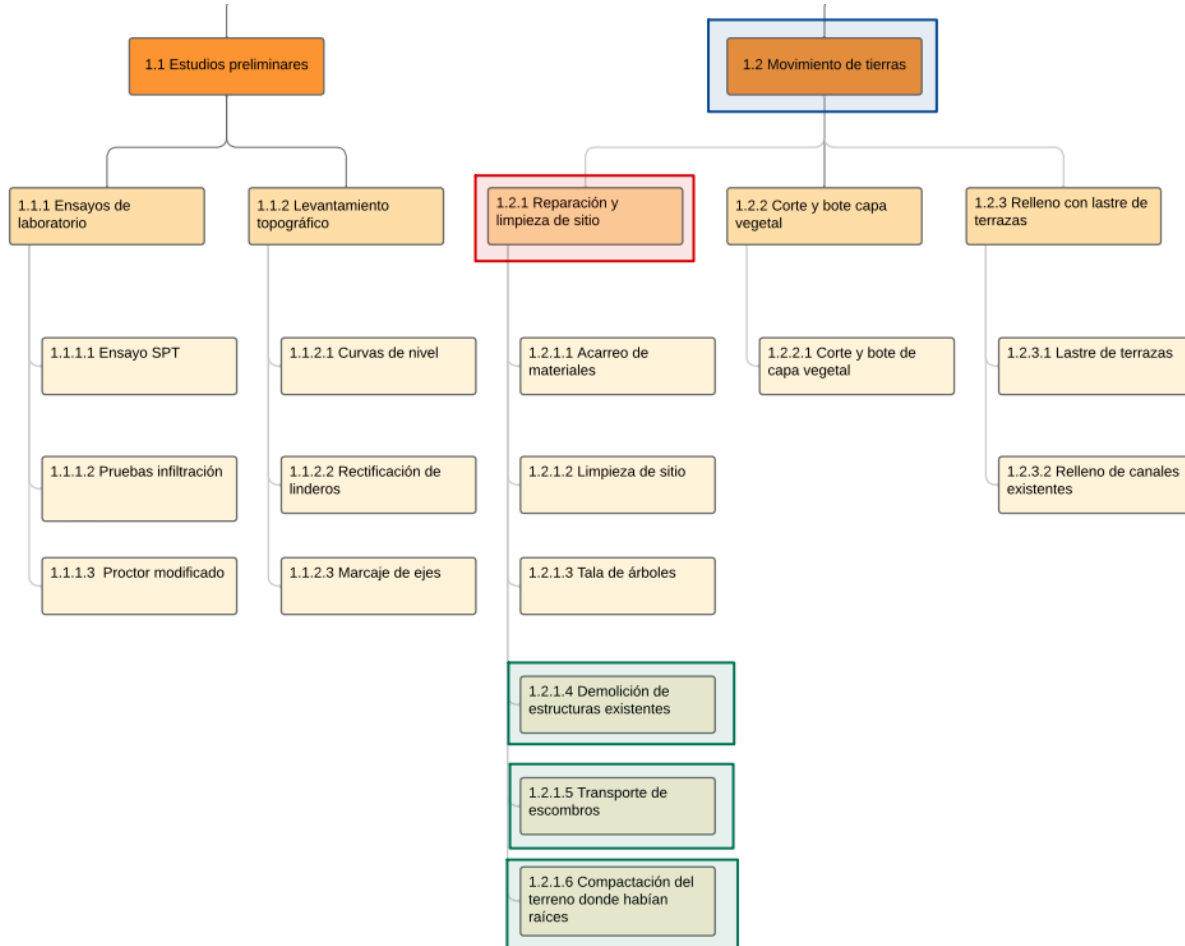 1.1 Estudios preliminares
1.2 Movimiento de tierras
1.1.1 Ensayos de
laboratorio
1.1.2 Levantamiento
topográfico
1.2.1 Reparación y
limpieza de sitio
1.2.2 Corte y bote capa
vegetal
1.2.3 Relleno con lastre de
terrazas
1.1.1.1 Ensayo SPT
1.1.2.1 Curvas de nivel
1.2.1.1 Acarreo de
materiales
1.2.2.1 Corte y bote de
capa vegetal
1.2.3.1 Lastre de terrazas
1.1.1.2 Pruebas infiltración
1.1.2.2 Rectificación de
linderos
1.2.1.2 Limpieza de sitio
1.2.3.2 Relleno de canales
existentes
1.1.1.3 Proctor modificado
1.1.2.3 Marcaje de ejes
1.2.1.3 Tala de árboles
1.2.1.4 Demolición de
estructuras existentes
1.2.1.5 Transporte de
escombros
1.2.1.6 Compactación del
terreno donde habían
raíces